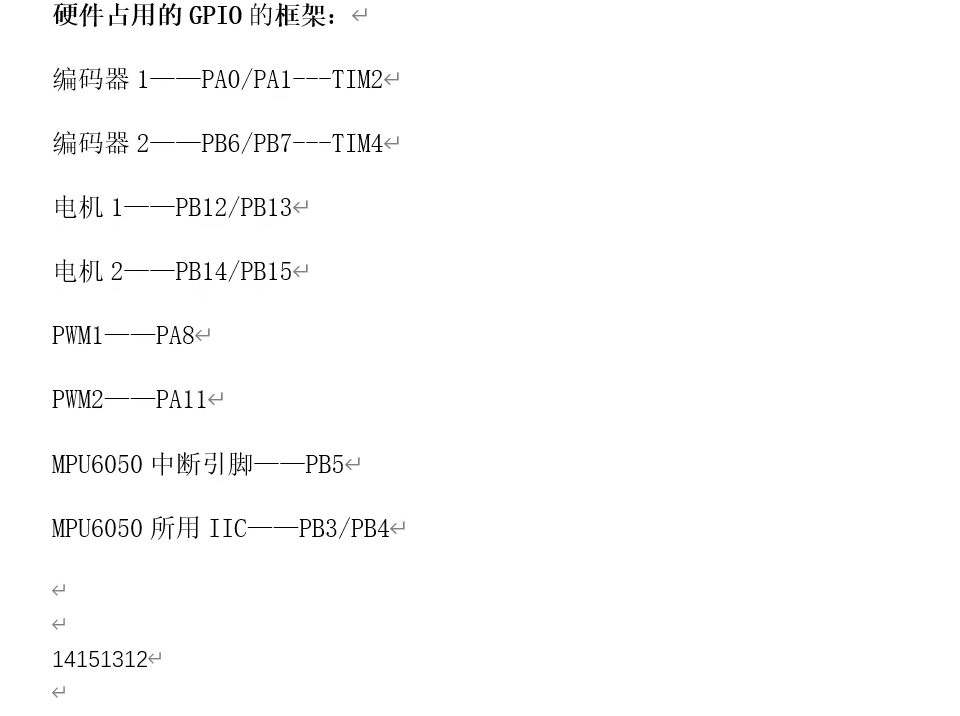 硬件占用的 GPIO 的框架：
编码器 1——PA0/PA1---TIM2
编码器 2——PB6/PB7---TIM4
电机 1——PB12/PB13
电机 2——PB14/PB15
PWM1——PA8
PWM2——PA11
MPU6050 中断引脚——PB5
MPU6050 所用 IIC——PB3/PB4
14151312